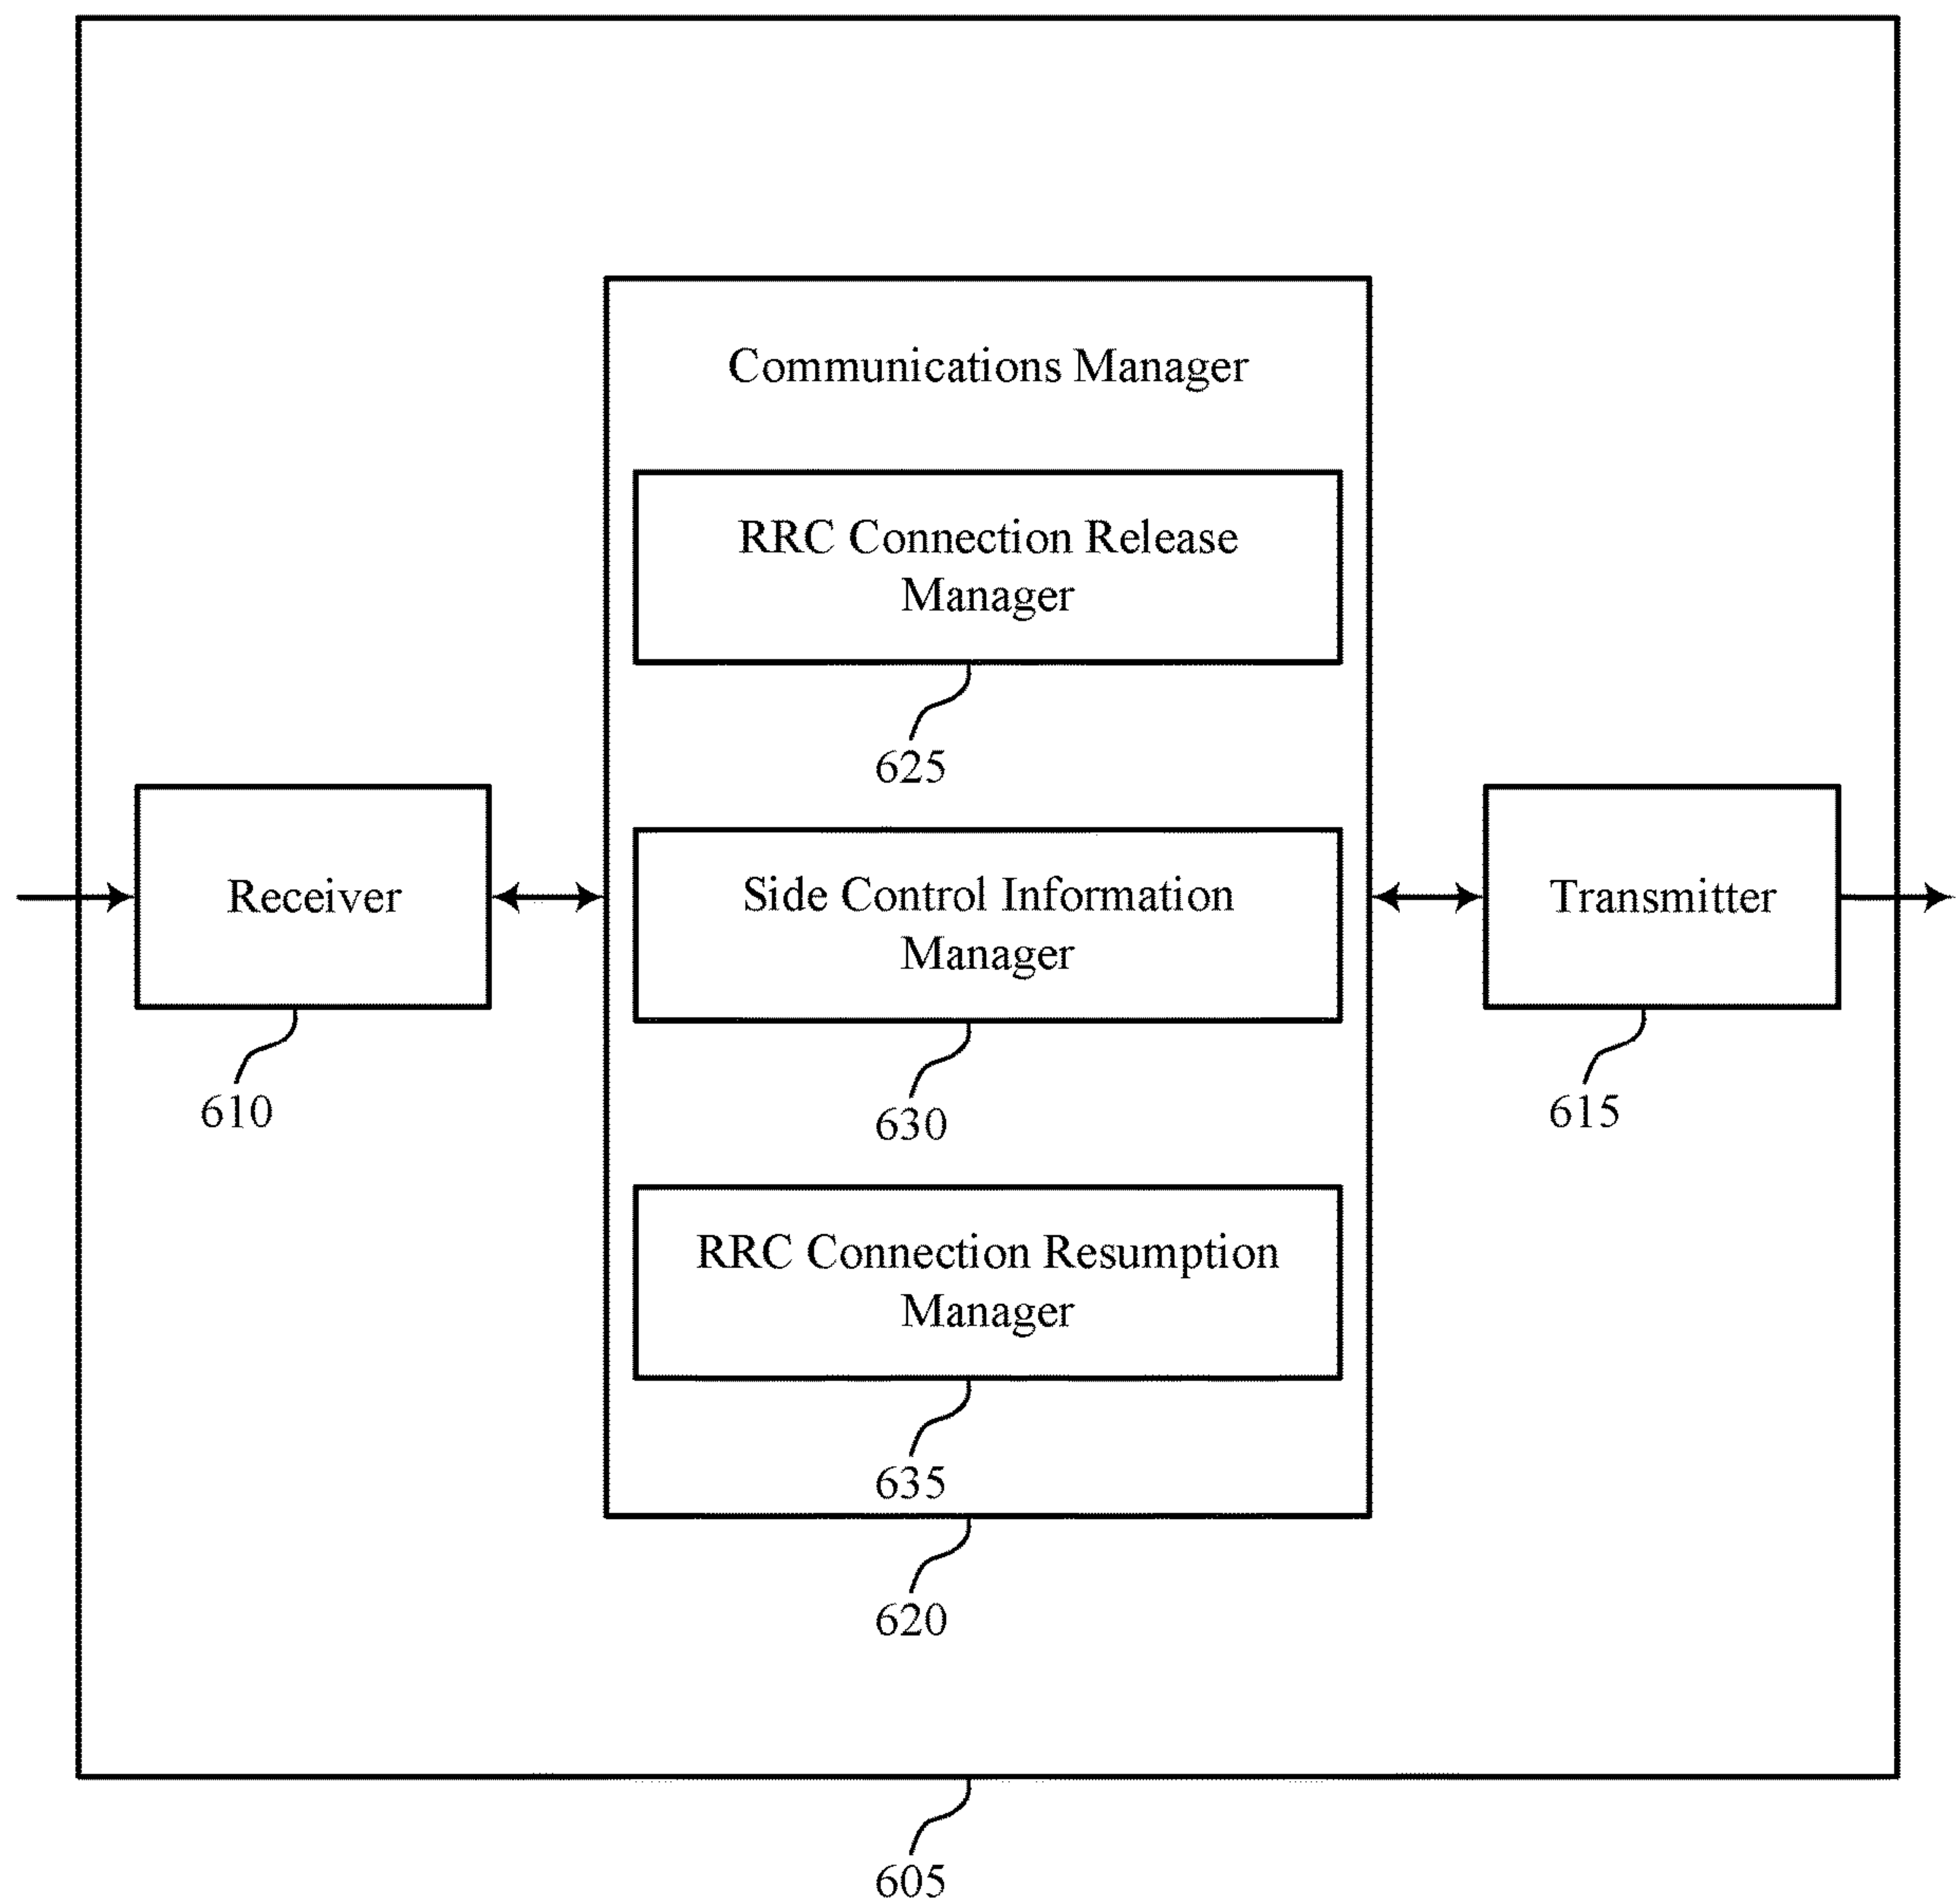 Communications Manager
RRC Connection Release
Manager
625
Receiver
610
Side Control Information
Manager
630
Transmitter
615
RRC Connection Resumption
Manager
635
620
605